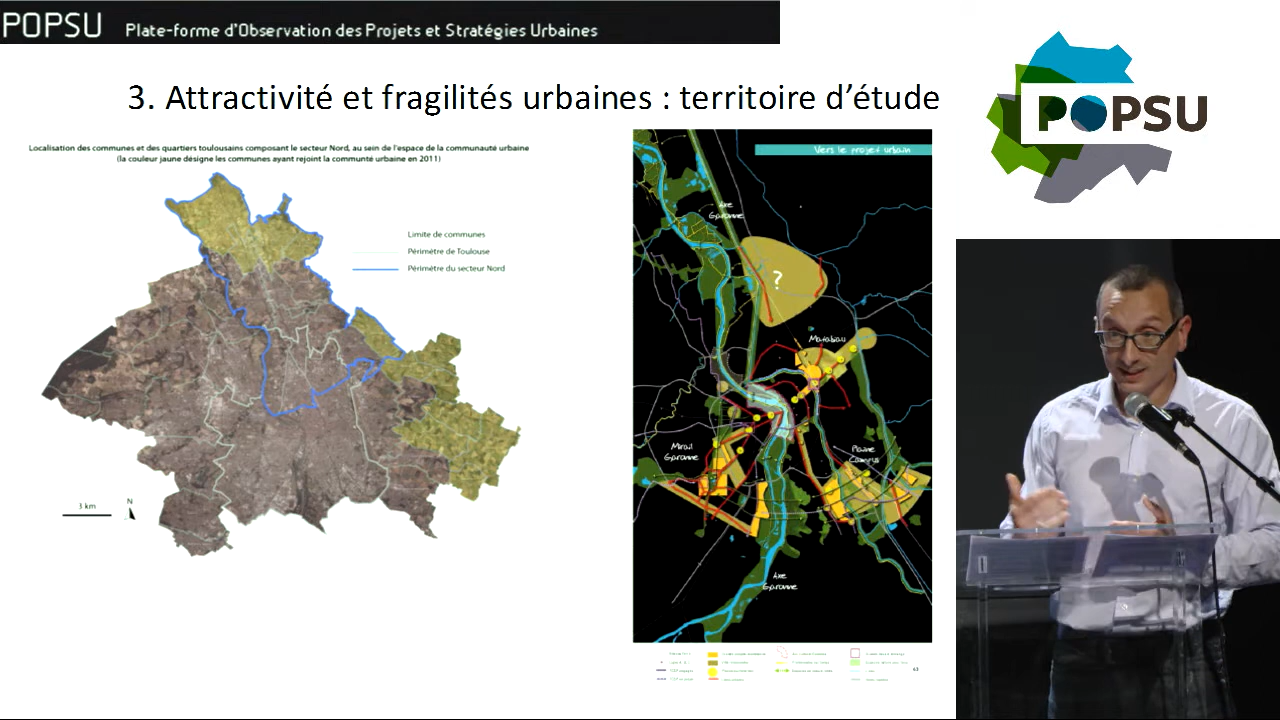 POPSU Plate-forme d'Observation des Projets et Stratégies Urbaines
3. Attractivité et fragilités urbaines : territoire d'étude
POPSU
Localisation des communes et des quartiers toulousains composant le secteur Nord, au sein de l'espace de la communauté urbaine
(la couleur jaune désigne les communes ayant rejoint la communté urbaine en 2011)
Limite de communes
Périmètre de Toulouse
Périmètre du secteur Nord
3 km
N
Vers le projet urbain
Axe
Garonne
?
Matabiau
Mirail
Garonne
Plaine
Campus
Axe
Garonne
63